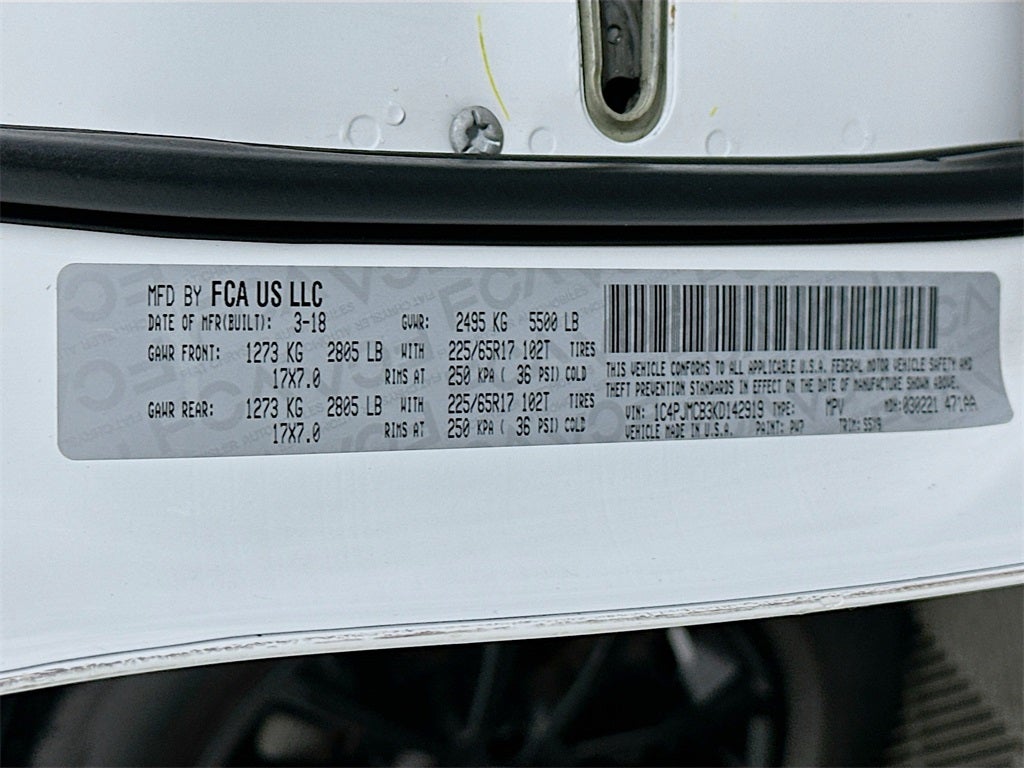 MFD BY FCA US LLC
DATE OF MFR(BUILT): 3-18 GVWR: 2495 KG 5500 LB
GAWR FRONT: 1273 KG 2805 LB WITH 225/65R17 102T TIRES
17X7.0 RIMS AT 250 KPA ( 36 PSI) COLD
GAWR REAR: 1273 KG 2805 LB WITH 225/65R17 102T TIRES
17X7.0 RIMS AT 250 KPA ( 36 PSI) COLD
THIS VEHICLE CONFORMS TO ALL APPLICABLE U.S.A. FEDERAL MOTOR VEHICLE SAFETY AND
THEFT PREVENTION STANDARDS IN EFFECT ON THE DATE OF MANUFACTURE SHOWN ABOVE.
VIN: 1C4PJMCB3KD142919 TYPE: MPV MDH: 030221 471AA
VEHICLE MADE IN U.S.A. PAINT: PW7 TRIM: